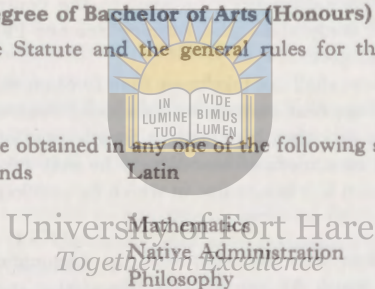 egree of Bachelor of Arts (Honours)
e Statute and the general rules for th
IN LUMINE TUO VIDE BIMUS LUMEN
e obtained in any one of the following s
nds Latin
Mathematics
University of Fort Hare
Native Administration
Together in Excellence
Philosophy